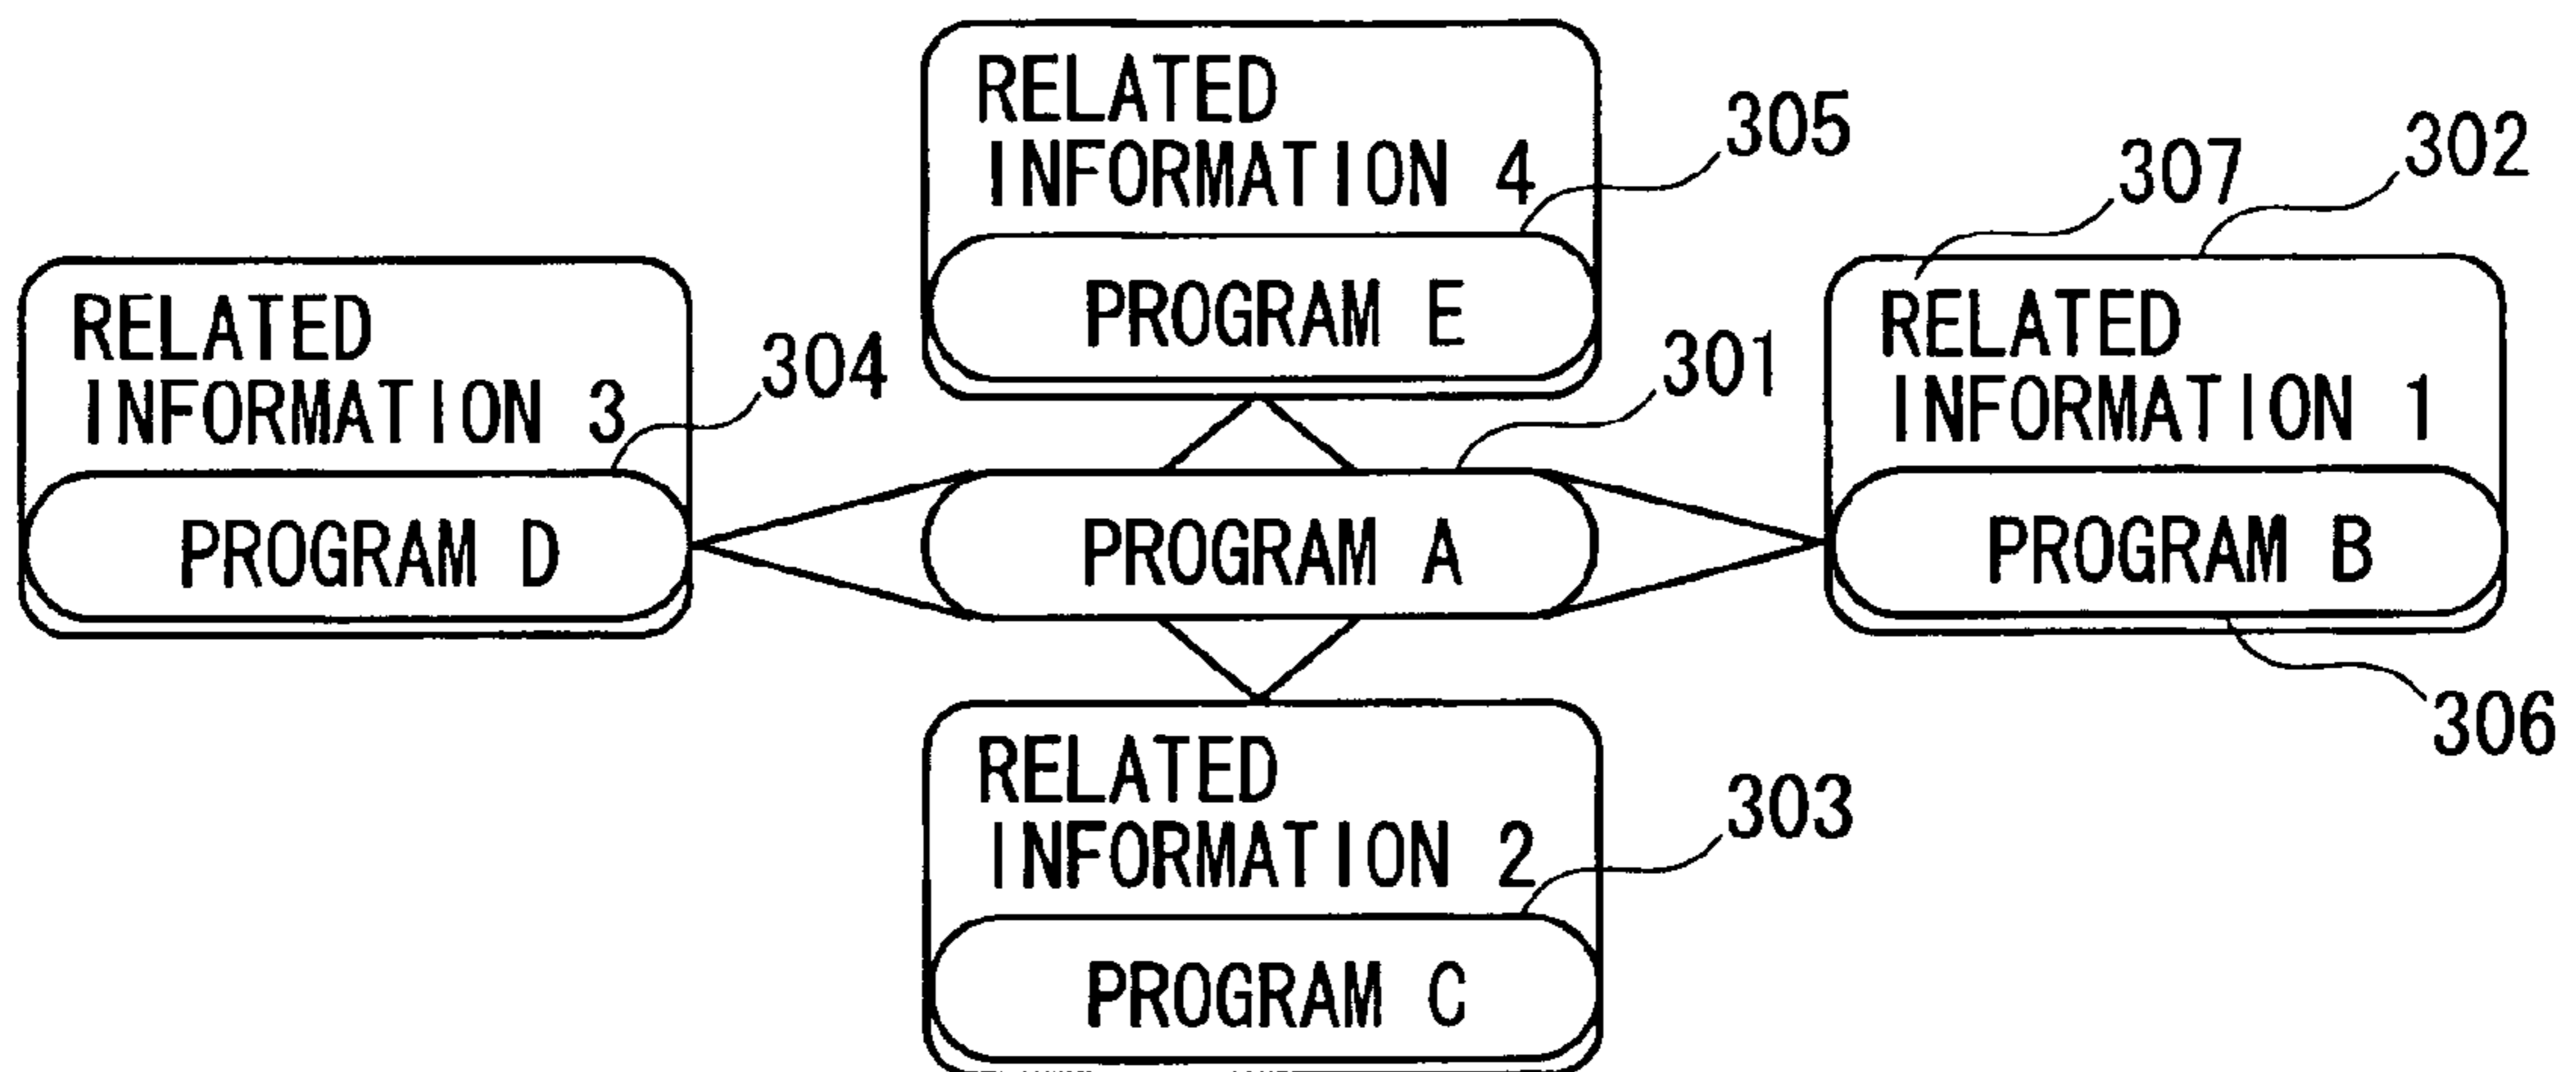 RELATED
INFORMATION 4
PROGRAM E
305
RELATED
INFORMATION 3
PROGRAM D
304
PROGRAM A
301
307
302
RELATED
INFORMATION 1
PROGRAM B
306
RELATED
INFORMATION 2
PROGRAM C
303